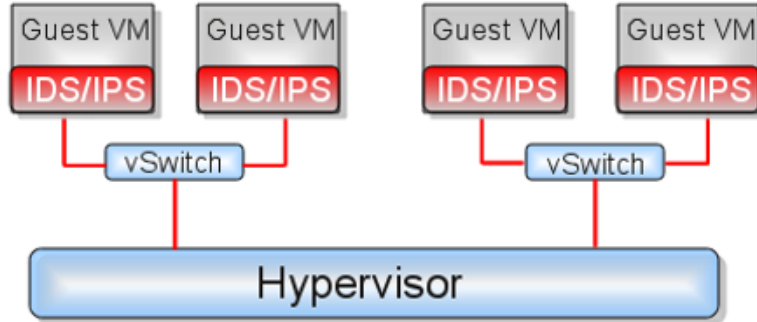 Guest VM
IDS/IPS
Guest VM
IDS/IPS
Guest VM
IDS/IPS
Guest VM
IDS/IPS
vSwitch
vSwitch
Hypervisor